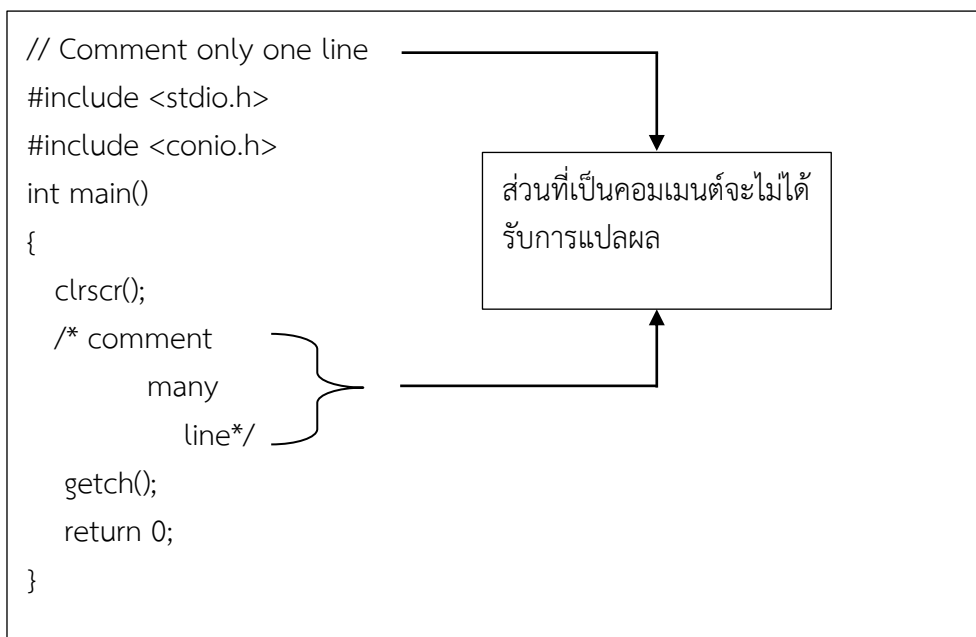 // Comment only one line
#include <stdio.h>
#include <conio.h>
int main()
{
clrscr();
/* comment
many
line*/
getch();
return 0;
}
ส่วนที่เป็นคอมเมนต์จะไม่ได้
รับการแปลผล